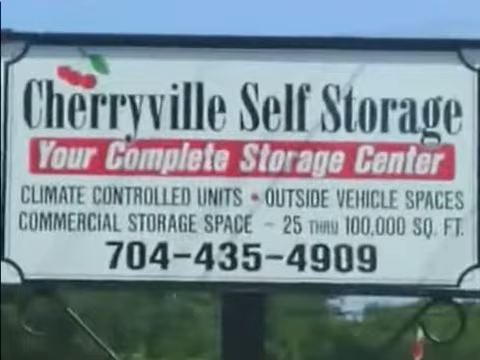 Cherryville Self Storage
Your Complete Storage Center
CLIMATE CONTROLLED UNITS • OUTSIDE VEHICLE SPACES
COMMERCIAL STORAGE SPACE - 25 THRU 100,000 SQ. FT.
704-435-4909